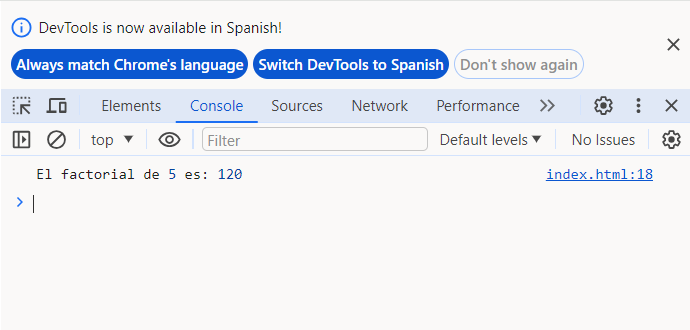 DevTools is now available in Spanish!
Always match Chrome's language Switch DevTools to Spanish Don't show again
Elements Console Sources Network Performance
top Filter Default levels No Issues
El factorial de 5 es: 120 index.html:18